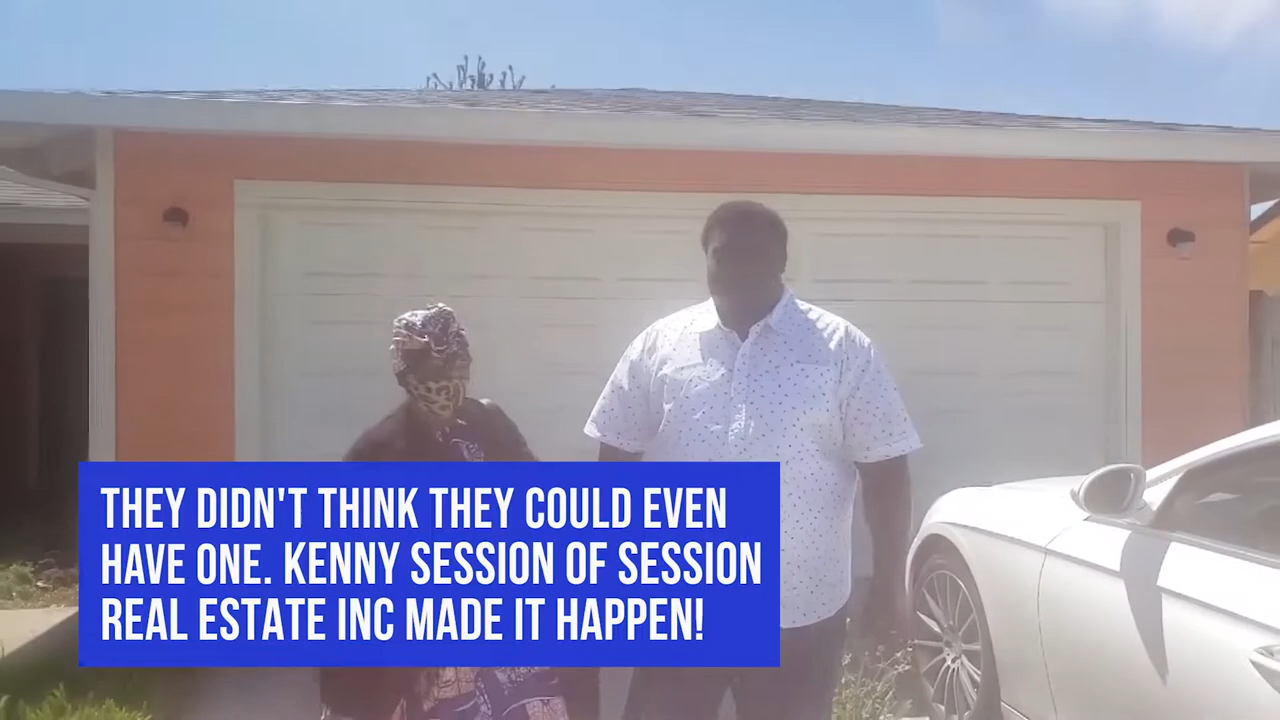 THEY DIDN'T THINK THEY COULD EVEN
HAVE ONE. KENNY SESSION OF SESSION
REAL ESTATE INC MADE IT HAPPEN!